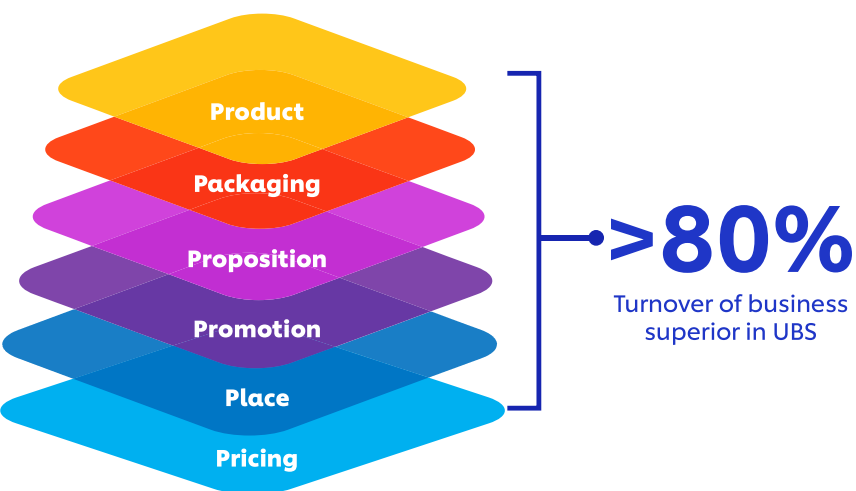 Product
Packaging
Proposition
Promotion
Place
Pricing
>80%
Turnover of business
superior in UBS